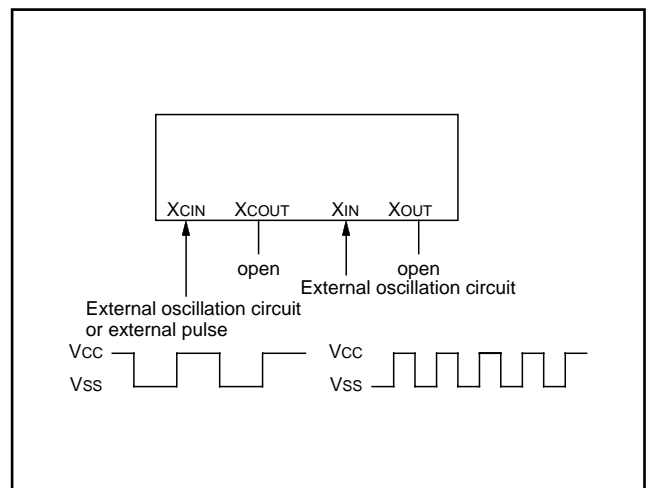 XCIN XCOUT XIN XOUT
open open
External oscillation circuit
External oscillation circuit
or external pulse
VCC VCC
VSS VSS